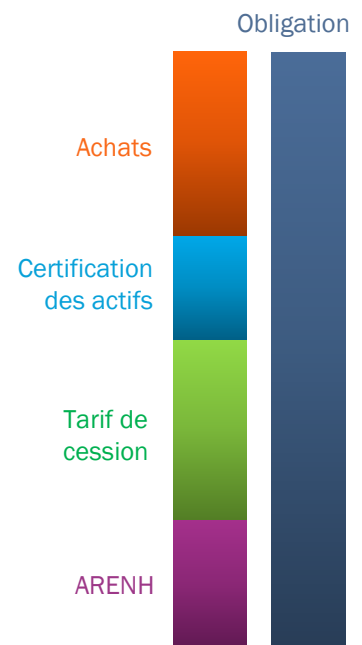 Obligation
Achats
Certification
des actifs
Tarif de
cession
ARENH